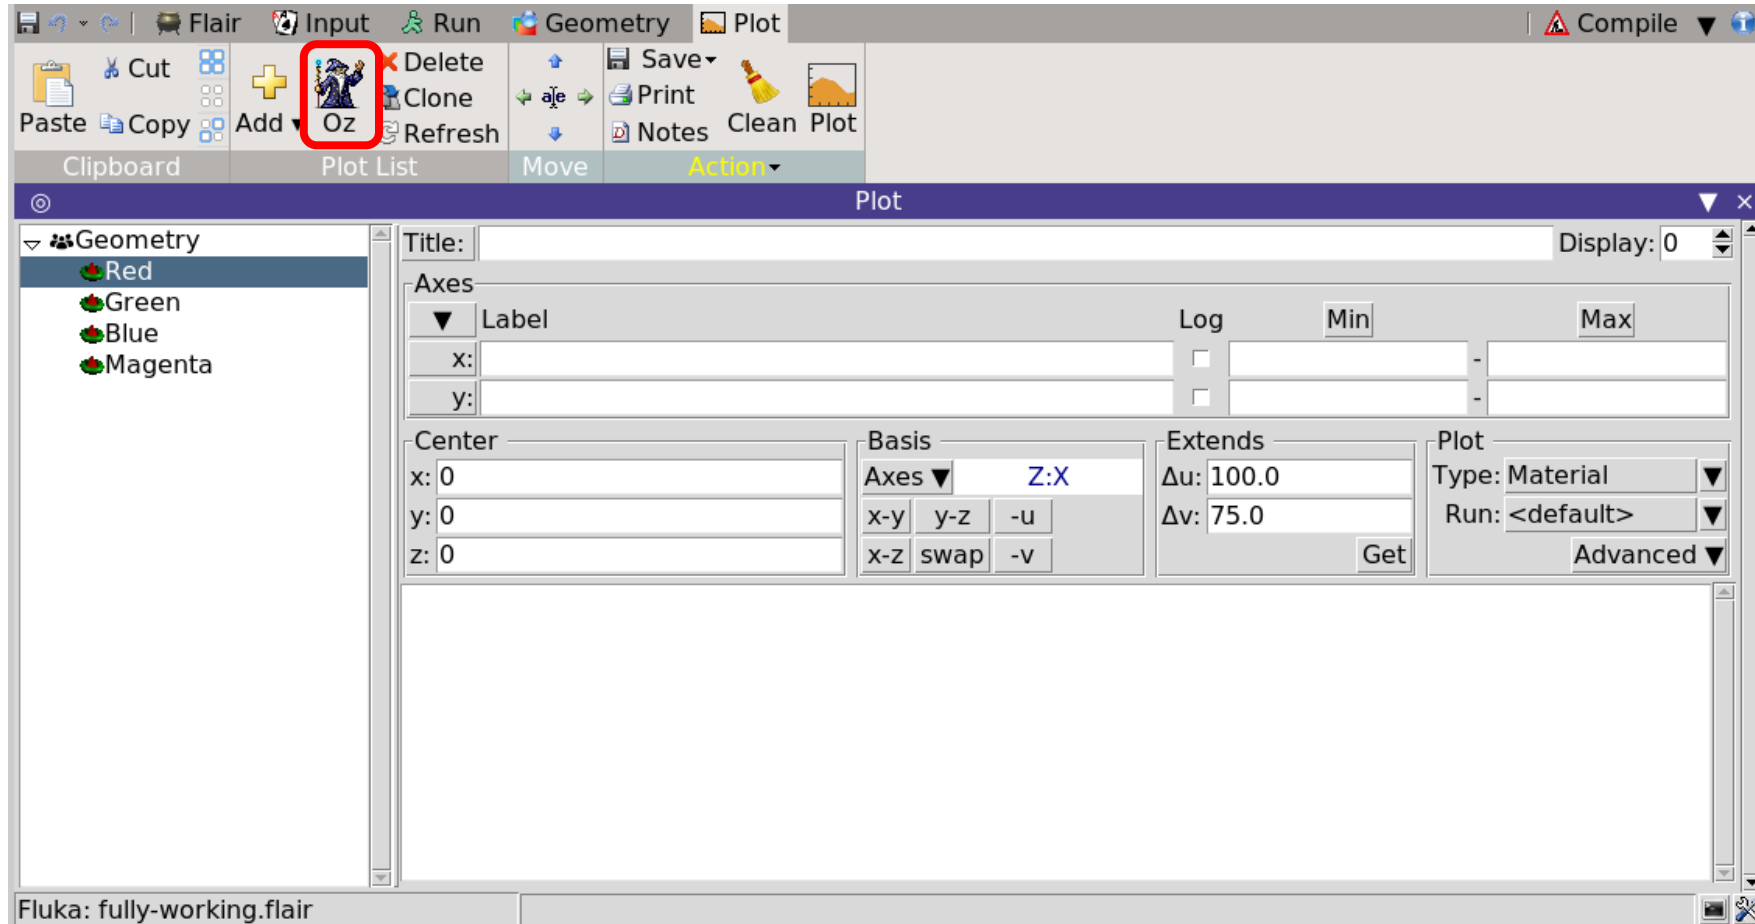 Flair Input Run Geometry Plot Compile
Paste Cut Copy Add Oz Delete Clone Refresh Save Print Notes Clean Plot
Clipboard Plot List Move Action
Plot
Geometry
Red
Green
Blue
Magenta
Title: Display: 0
Axes
Label Log Min Max
x: -
y: -
Center
x: 0
y: 0
z: 0
Basis
Axes Z:X
x-y y-z -u
x-z swap -v
Extends
Δu: 100.0
Δv: 75.0
Get
Plot
Type: Material
Run: <default>
Advanced
Fluka: fully-working.flair